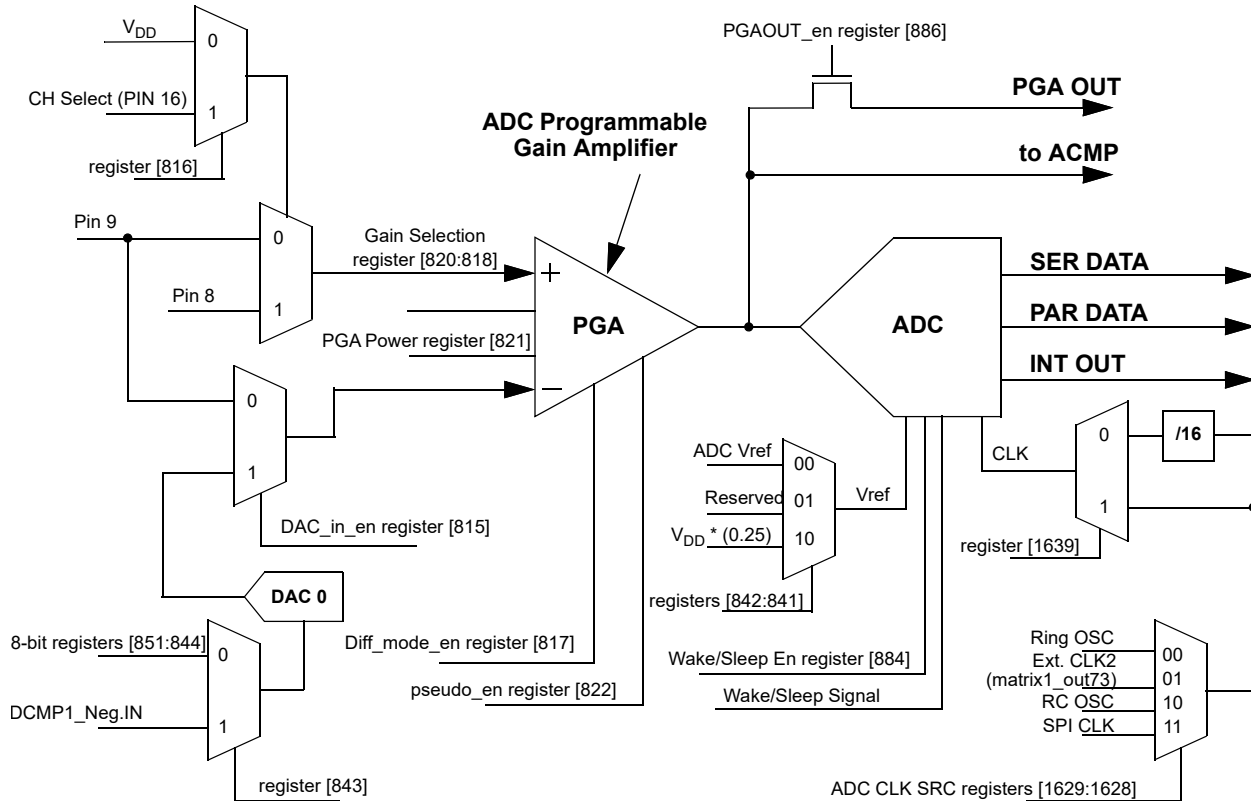 V_DD
0
CH Select (PIN 16)
1
register [816]
PGAOUT_en register [886]
PGA OUT
to ACMP
ADC Programmable
Gain Amplifier
Pin 9
0
Pin 8
1
Gain Selection
register [820:818]
+
PGA
PGA Power register [821]
−
ADC
SER DATA
PAR DATA
INT OUT
0
1
DAC_in_en register [815]
DAC 0
8-bit registers [851:844]
0
DCMP1_Neg.IN
1
register [843]
Diff_mode_en register [817]
pseudo_en register [822]
ADC Vref
00
Reserved
01
V_DD * (0.25)
10
Vref
registers [842:841]
Wake/Sleep En register [884]
Wake/Sleep Signal
CLK
0
/16
1
register [1639]
Ring OSC
00
Ext. CLK2
(matrix1_out73)
01
RC OSC
10
SPI CLK
11
ADC CLK SRC registers [1629:1628]